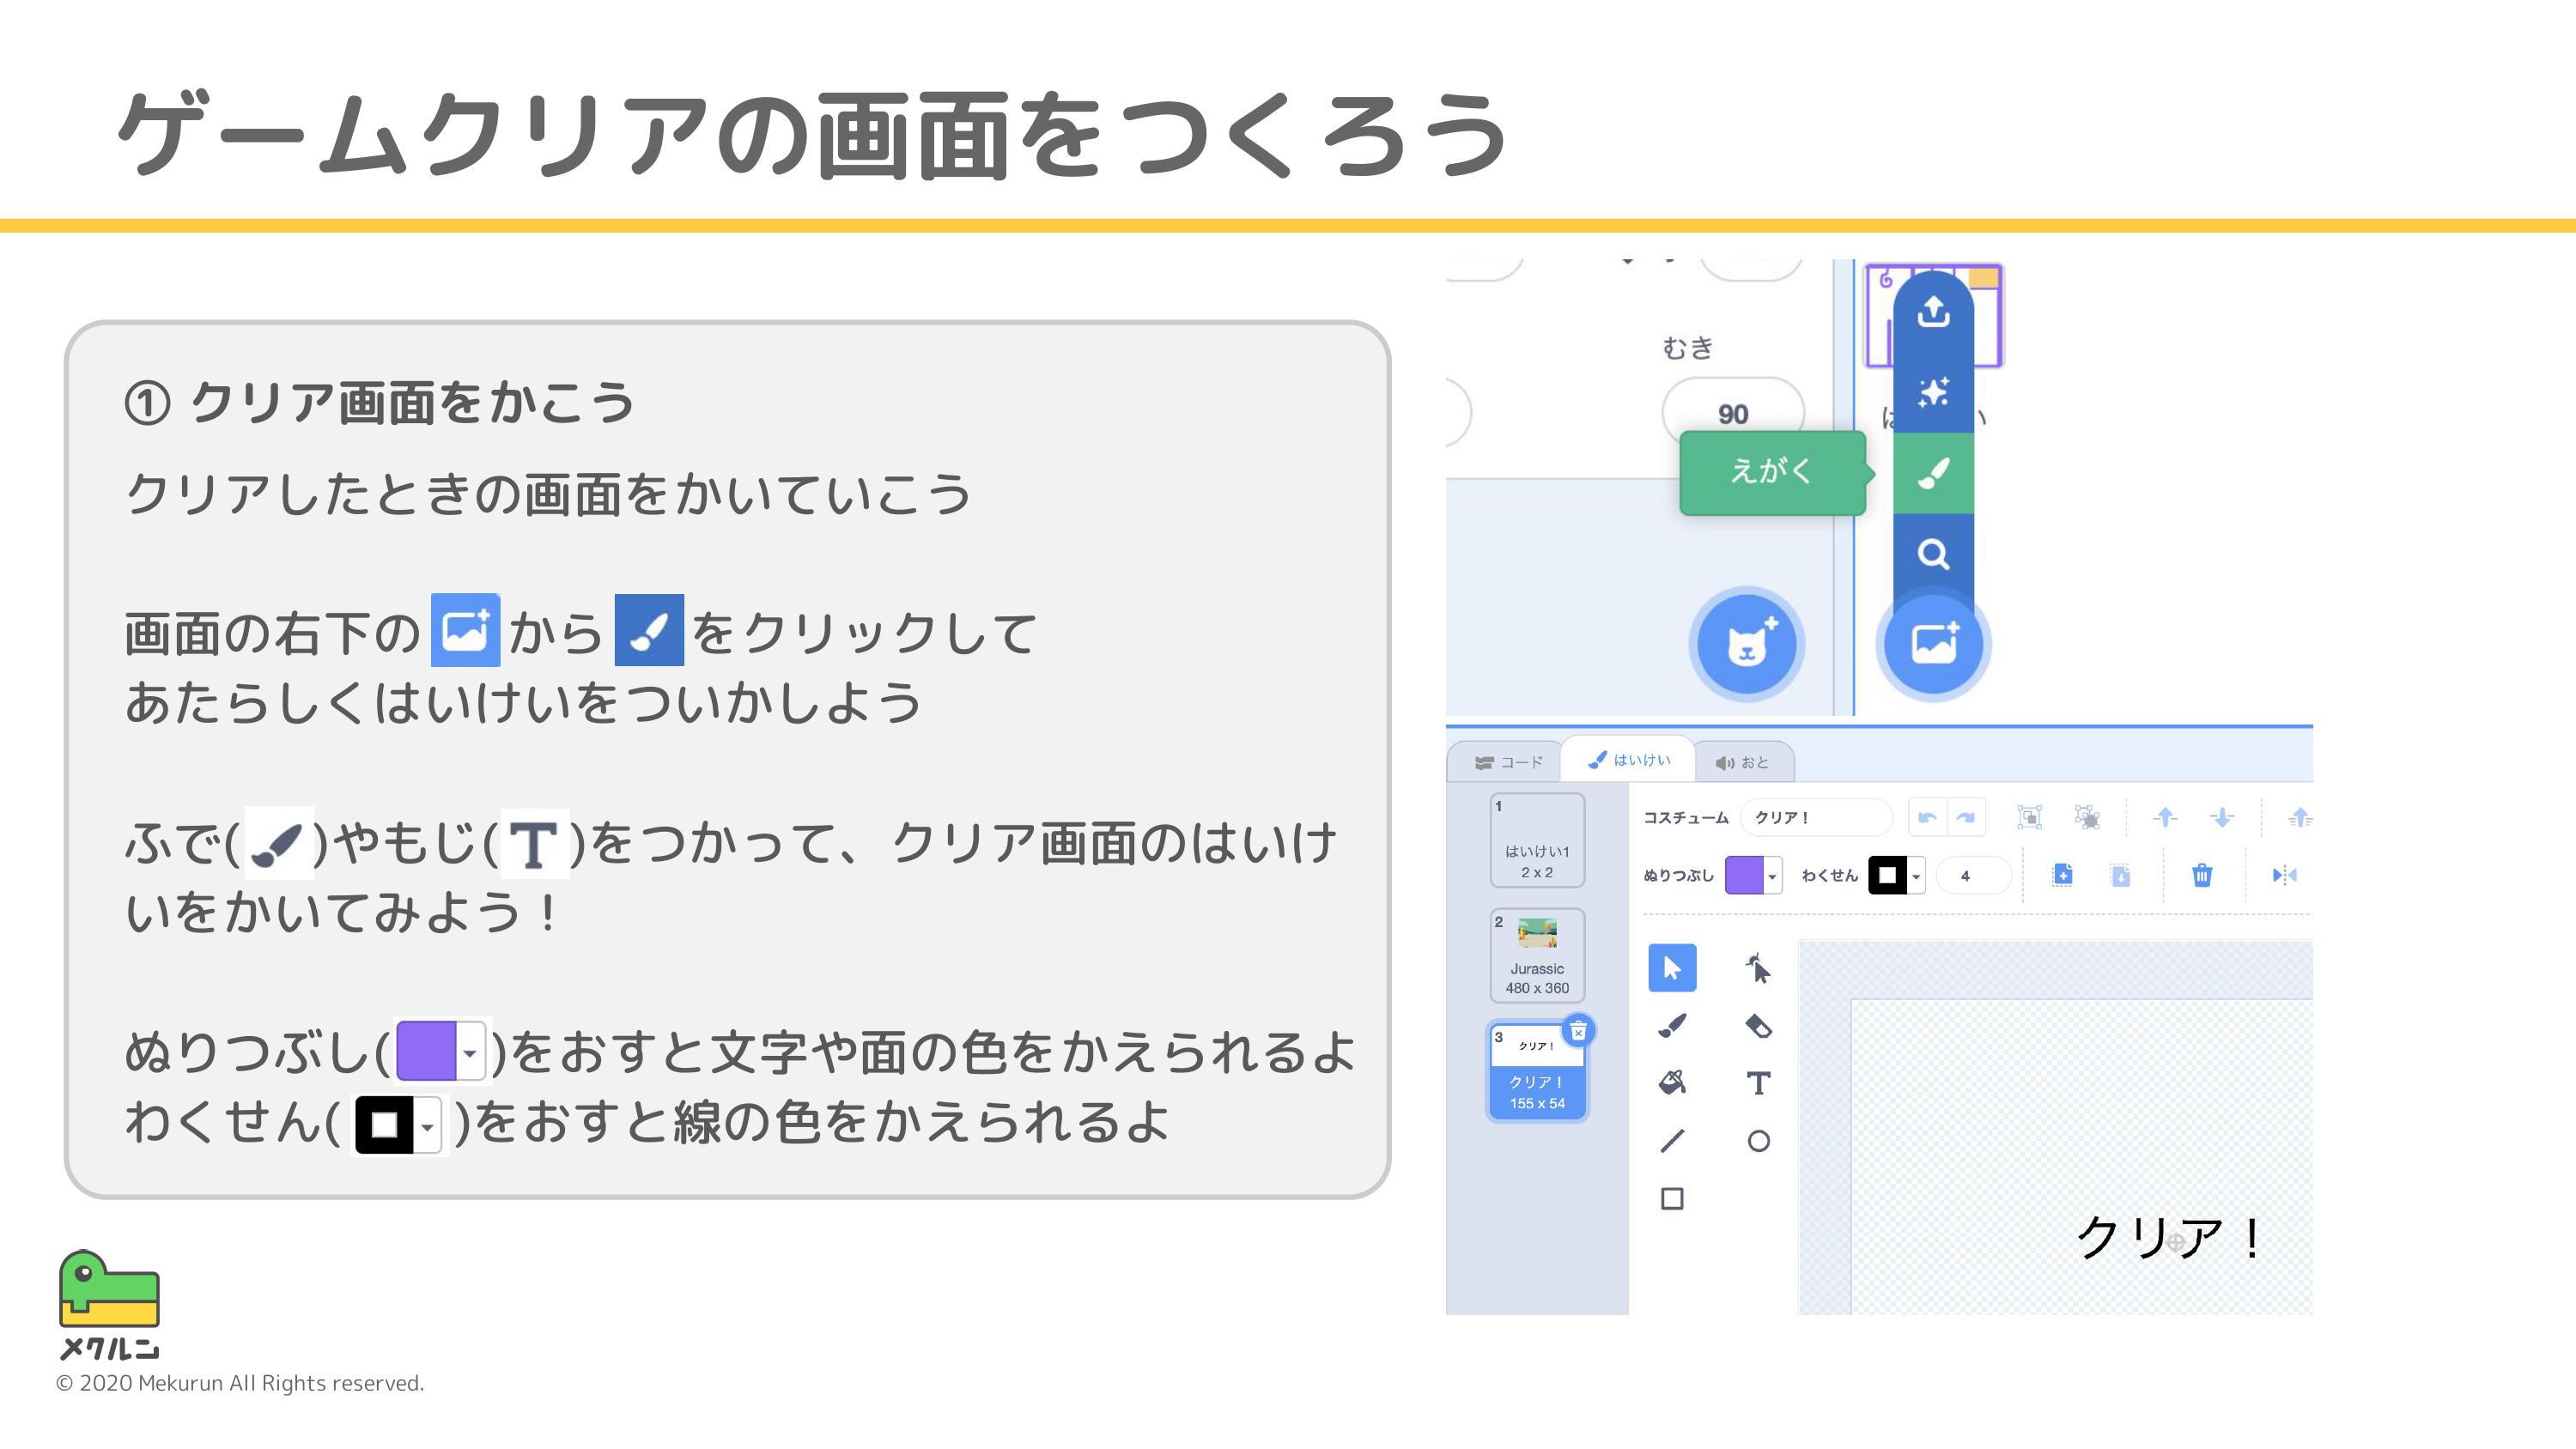 ゲームクリアの画面をつくろう
① クリア画面をかこう
クリアしたときの画面をかいていこう
画面の右下の から をクリックして
あたらしくはいけいをついかしよう
ふで( )やもじ( T )をつかって、クリア画面のはいけ
いをかいてみよう！
ぬりつぶし( )をおすと文字や面の色をかえられるよ
わくせん( )をおすと線の色をかえられるよ
むき
90
えがく
コード
はいけい
おと
1
はいけい1
2 x 2
2
Jurassic
480 x 360
3
クリア！
クリア！
155 x 54
コスチューム
クリア！
ぬりつぶし
わくせん
4
T
クリア！
メクルン
© 2020 Mekurun All Rights reserved.